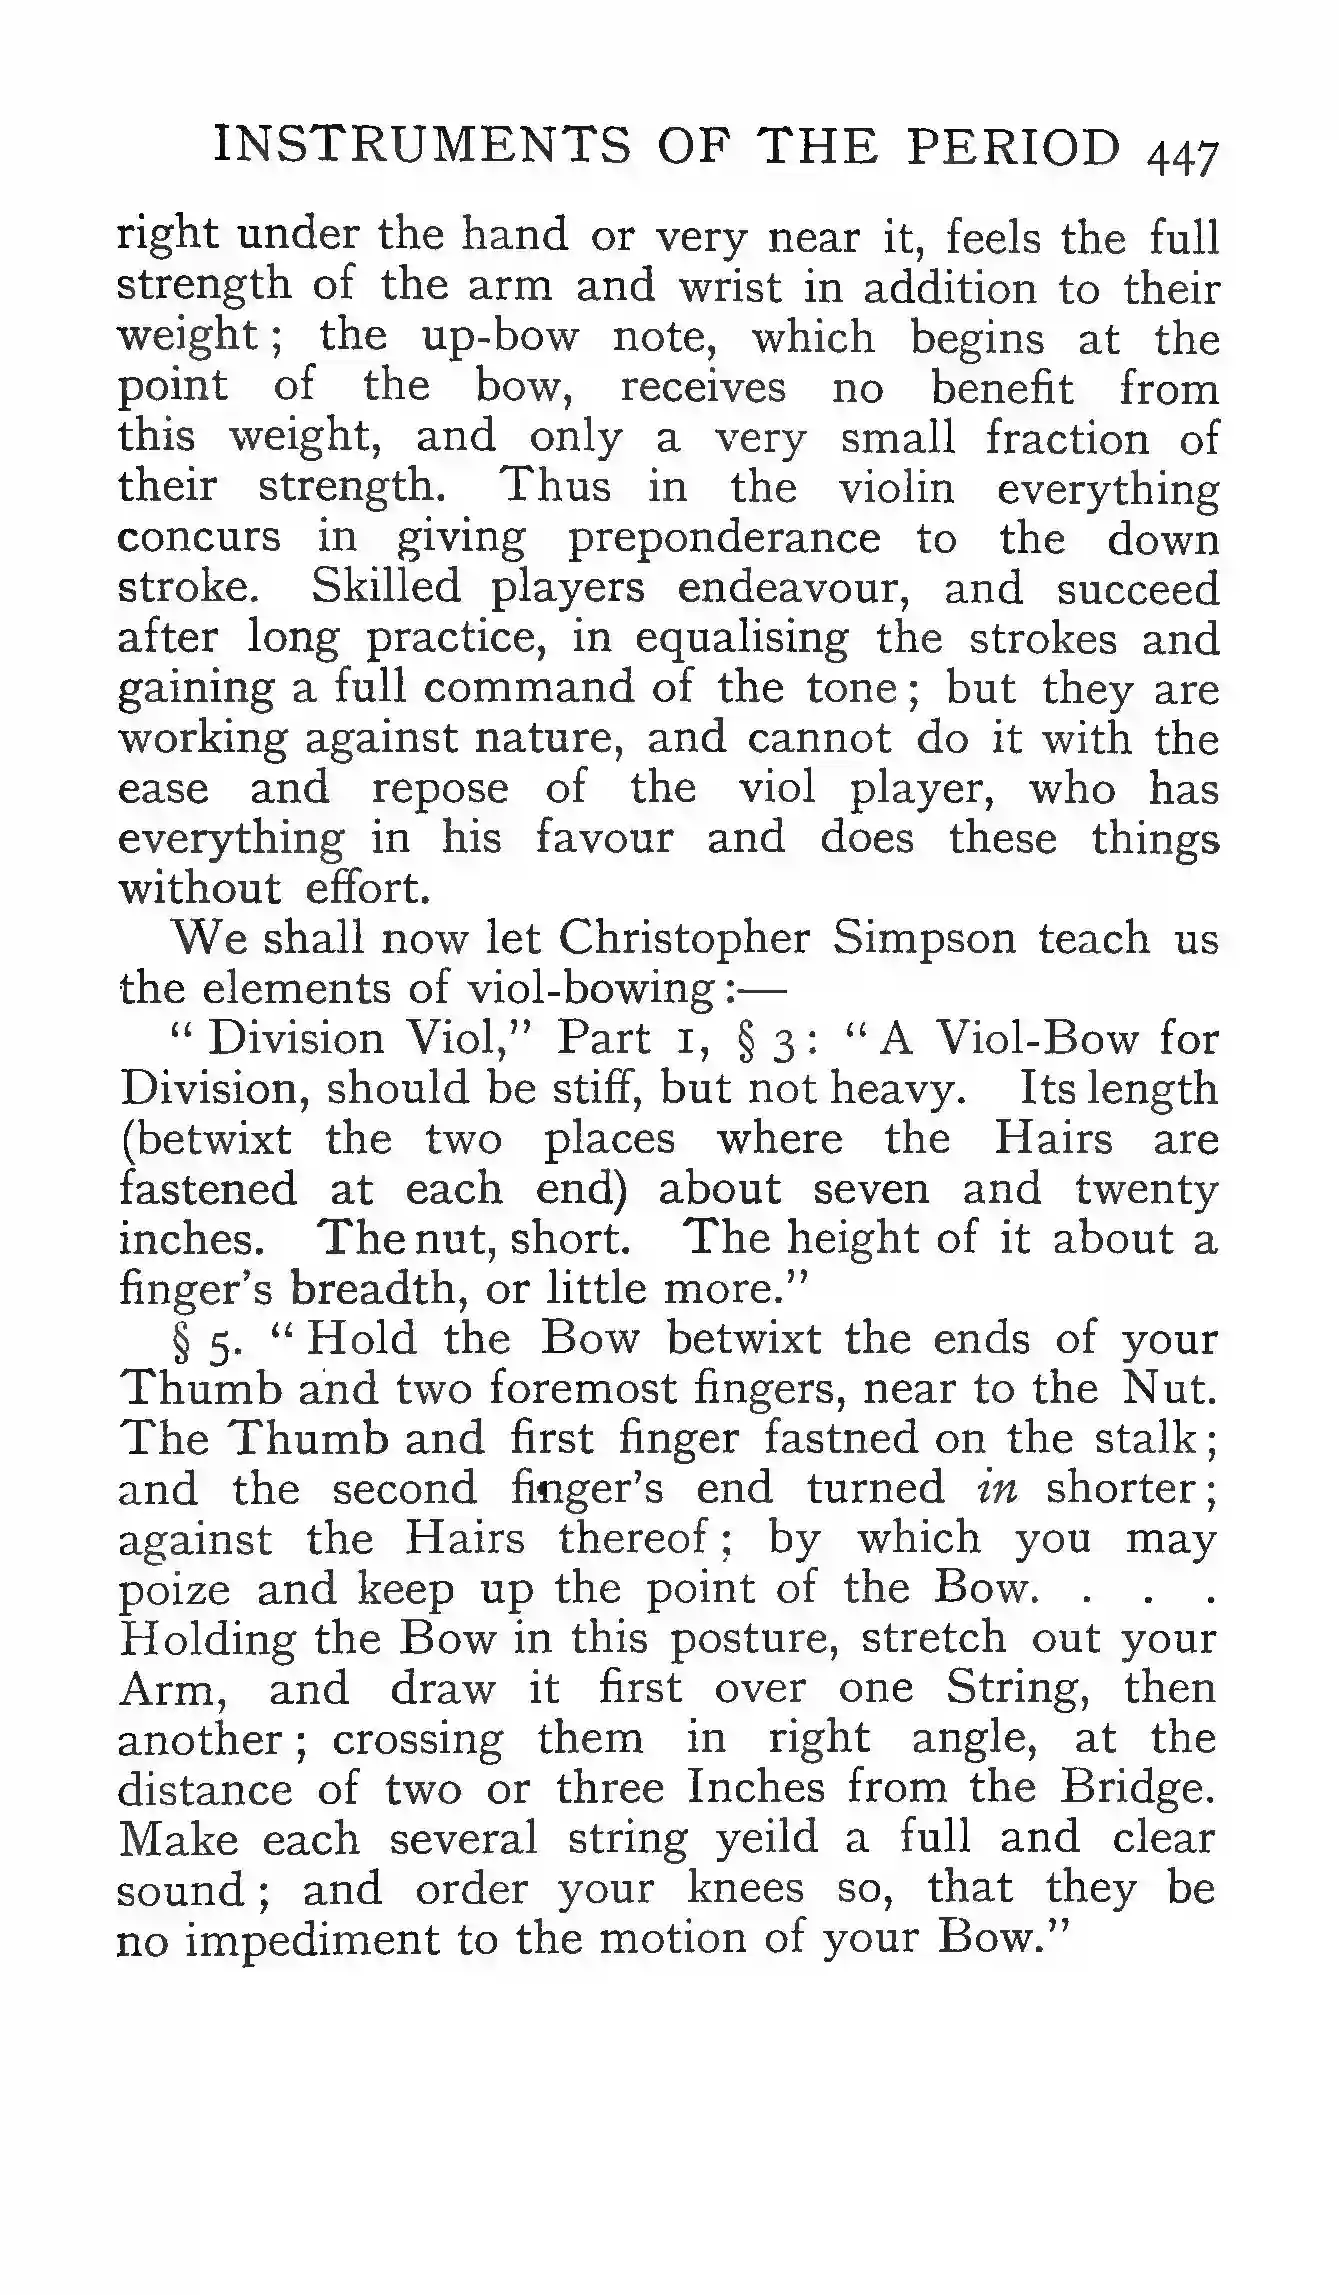 INSTRUMENTS OF THE PERIOD 447
right under the hand or very near it, feels the full
strength of the arm and wrist in addition to their
weight; the up-bow note, which begins at the
point of the bow, receives no benefit from
this weight, and only a very small fraction of
their strength. Thus in the violin everything
concurs in giving preponderance to the down
stroke. Skilled players endeavour, and succeed
after long practice, in equalising the strokes and
gaining a full command of the tone; but they are
working against nature, and cannot do it with the
ease and repose of the viol player, who has
everything in his favour and does these things
without effort.
We shall now let Christopher Simpson teach us
the elements of viol-bowing:—
“Division Viol,” Part 1, § 3: “A Viol-Bow for
Division, should be stiff, but not heavy. Its length
(betwixt the two places where the Hairs are
fastened at each end) about seven and twenty
inches. The nut, short. The height of it about a
finger's breadth, or little more.”
§ 5. “Hold the Bow betwixt the ends of your
Thumb and two foremost fingers, near to the Nut.
The Thumb and first finger fastned on the stalk;
and the second finger's end turned in shorter;
against the Hairs thereof; by which you may
poize and keep up the point of the Bow. . . .
Holding the Bow in this posture, stretch out your
Arm, and draw it first over one String, then
another; crossing them in right angle, at the
distance of two or three Inches from the Bridge.
Make each several string yeild a full and clear
sound; and order your knees so, that they be
no impediment to the motion of your Bow.”